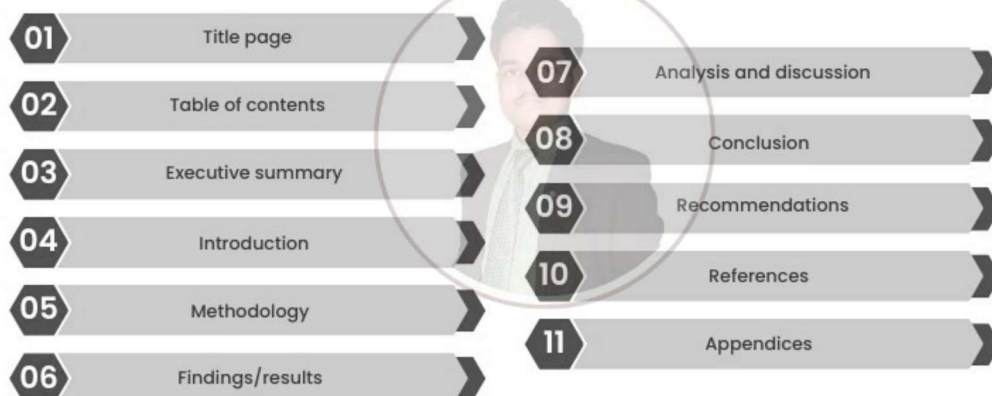 01 Title page
02 Table of contents
03 Executive summary
04 Introduction
05 Methodology
06 Findings/results
07 Analysis and discussion
08 Conclusion
09 Recommendations
10 References
11 Appendices